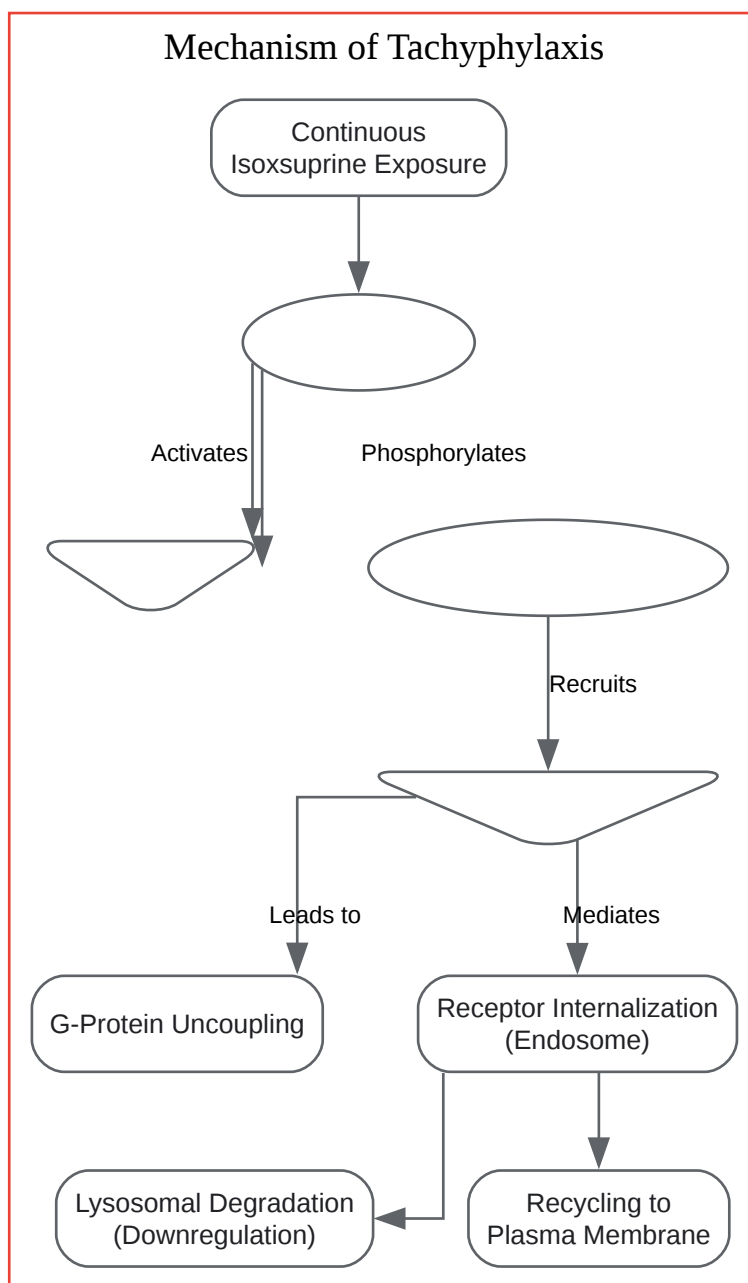 Mechanism of Tachyphylaxis
Continuous
Isoxsuprine Exposure
Activates
Phosphorylates
Recruits
Leads to
Mediates
G-Protein Uncoupling
Receptor Internalization
(Endosome)
Lysosomal Degradation
(Downregulation)
Recycling to
Plasma Membrane